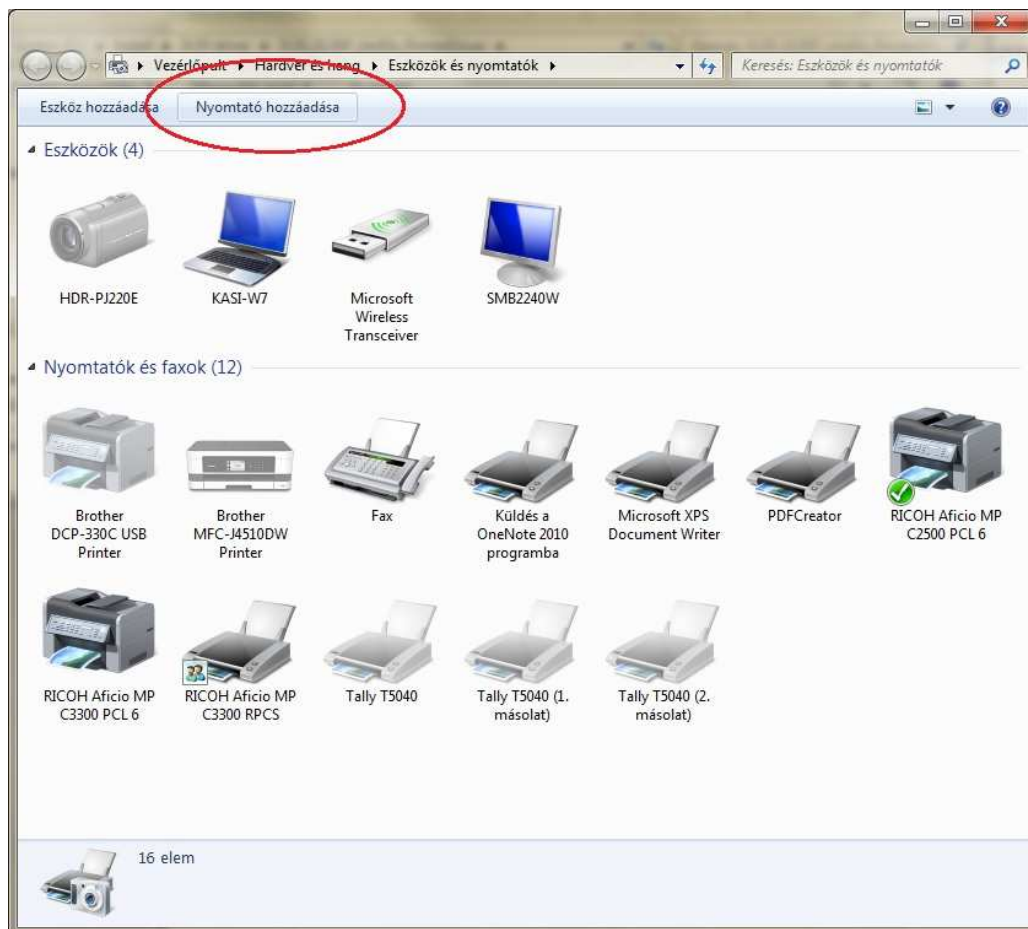 Vezérlőpult Hardver és hang Eszközök és nyomtatók
Keresés: Eszközök és nyomtatók
Eszköz hozzáadása Nyomtató hozzáadása
Eszközök (4)
HDR-PJ220E
KASI-W7
Microsoft
Wireless
Transceiver
SMB2240W
Nyomtatók és faxok (12)
Brother
DCP-330C USB
Printer
Brother
MFC-J4510DW
Printer
Fax
Küldés a
OneNote 2010
programba
Microsoft XPS
Document Writer
PDFCreator
RICOH Aficio MP
C2500 PCL 6
RICOH Aficio MP
C3300 PCL 6
RICOH Aficio MP
C3300 RPCS
Tally T5040
Tally T5040 (1.
másolat)
Tally T5040 (2.
másolat)
16 elem